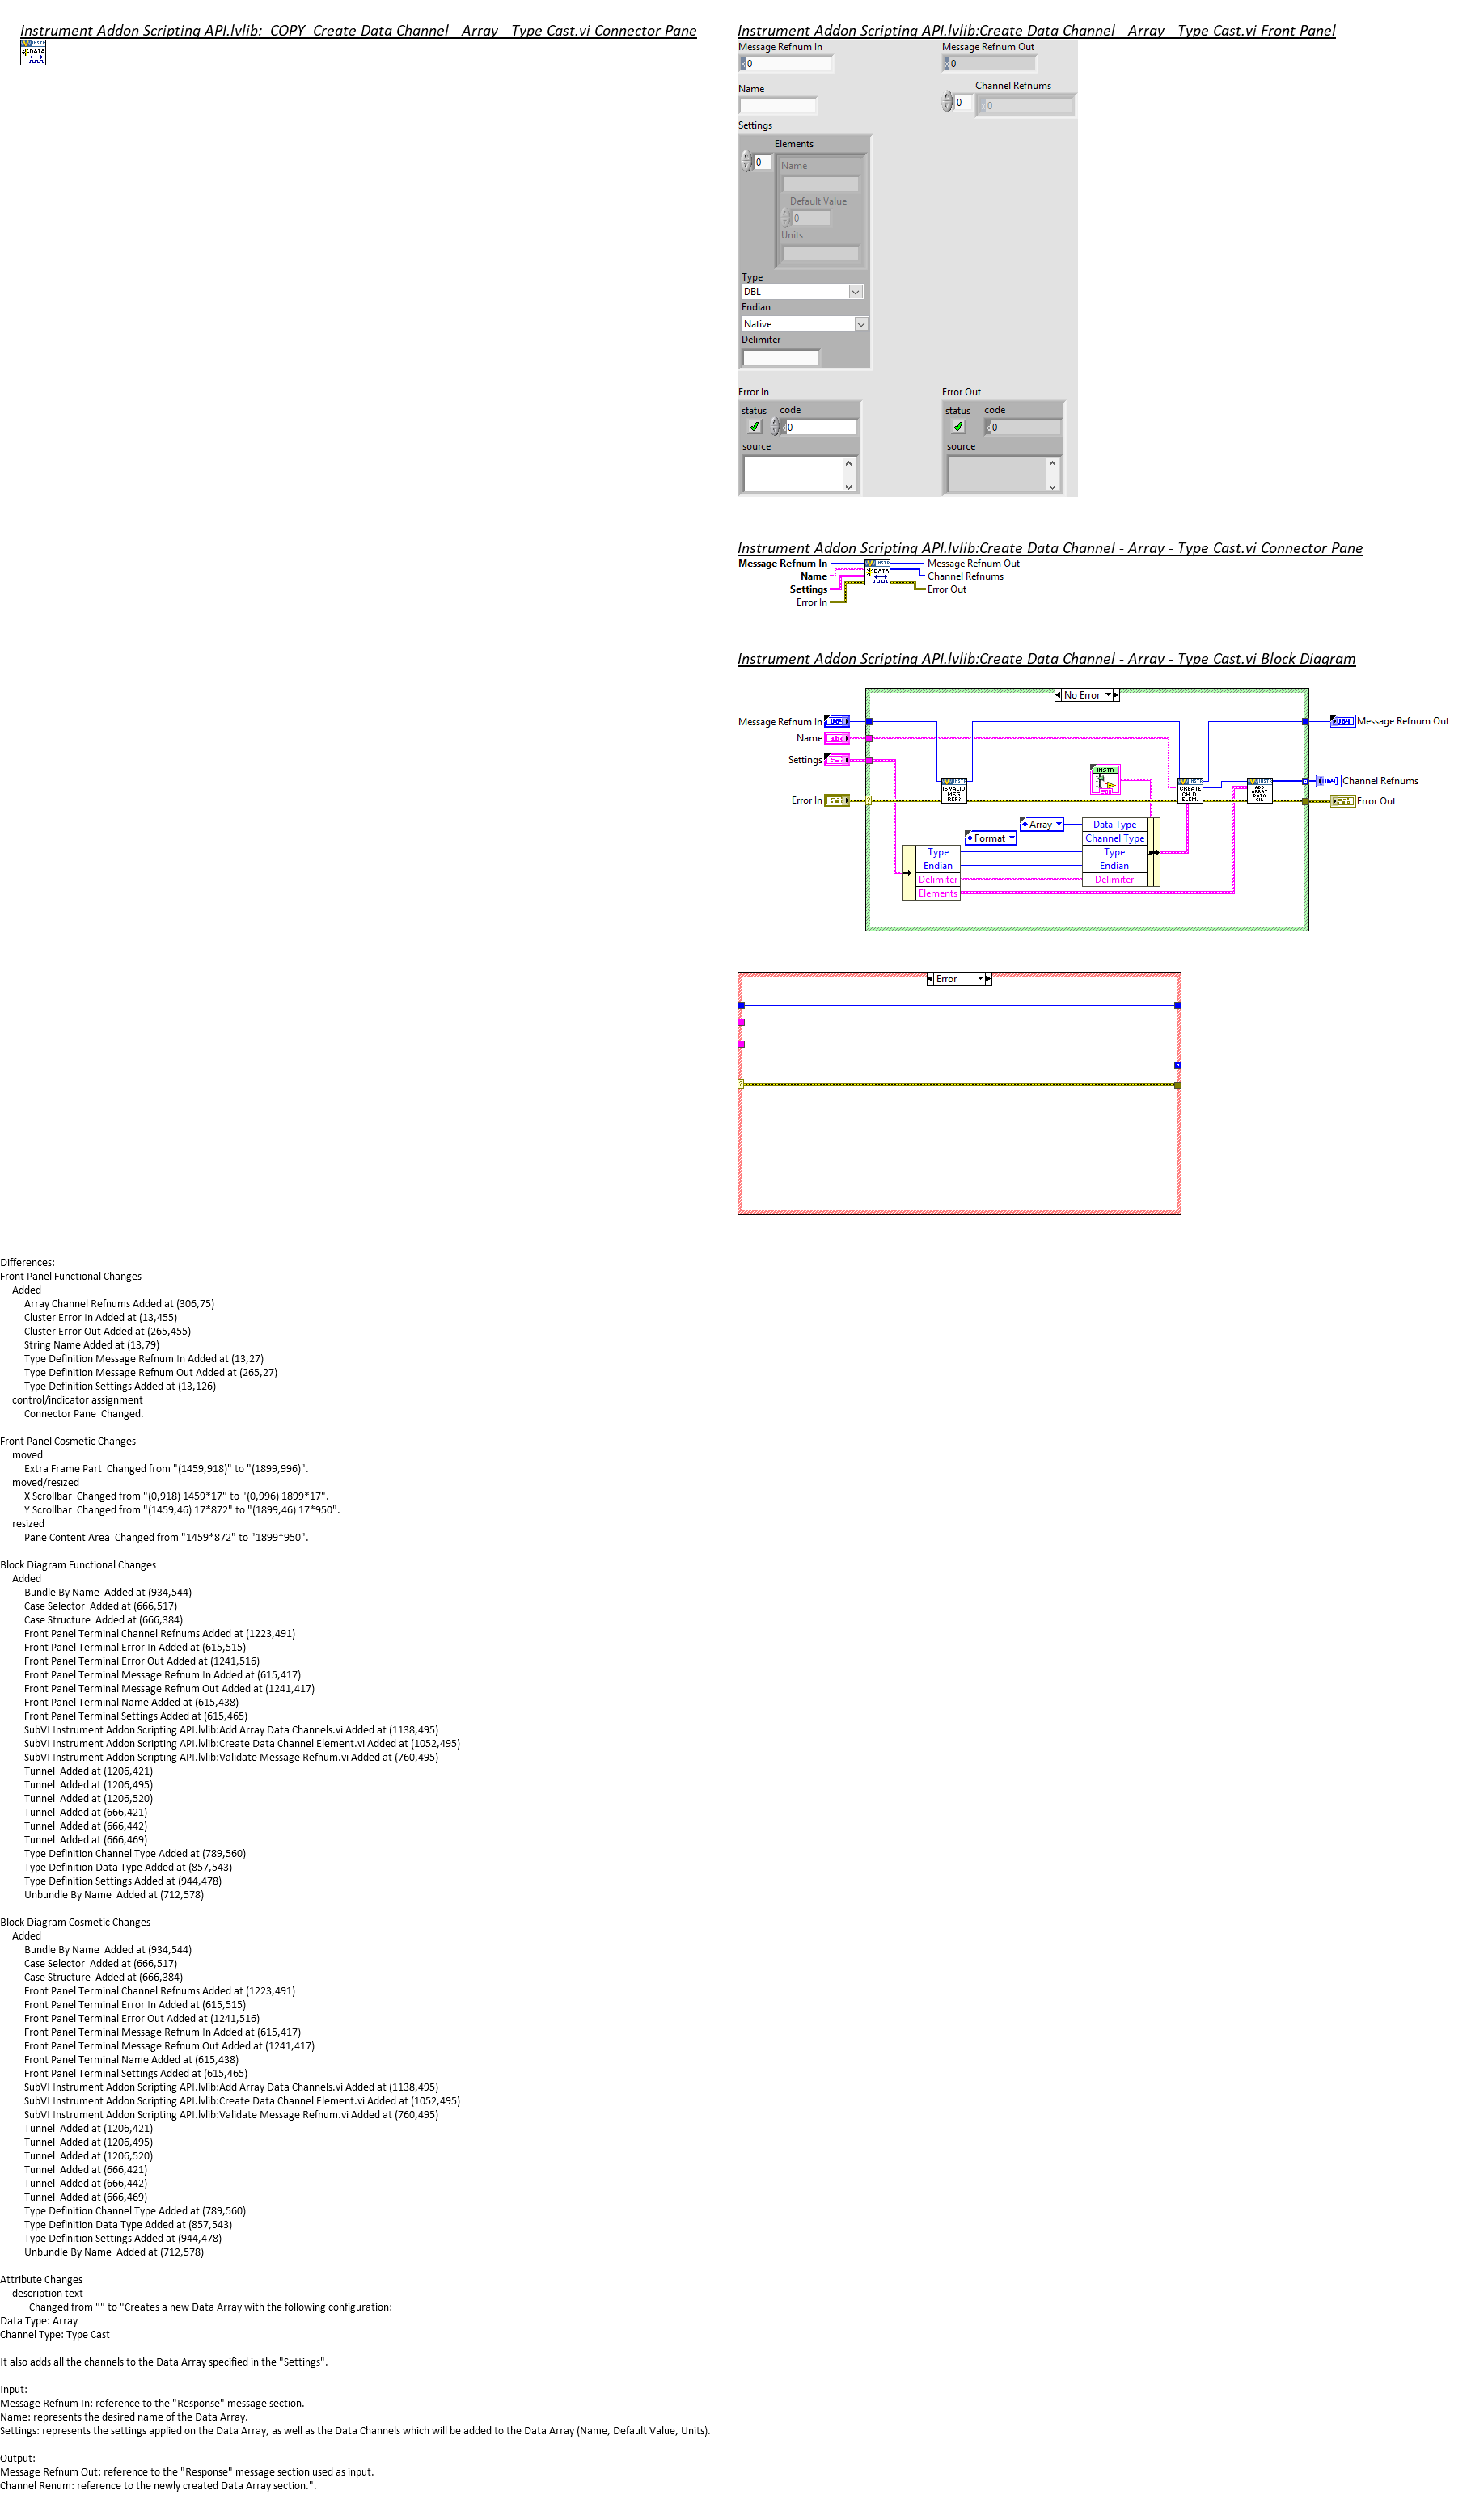 Instrument Addon Scripting API.lvlib:_COPY_Create Data Channel - Array - Type Cast.vi Connector Pane
INSTR
DATA
Instrument Addon Scripting API.lvlib:Create Data Channel - Array - Type Cast.vi Front Panel
Message Refnum In
Message Refnum Out
x 0
x 0
Name
Channel Refnums
0
x 0
Settings
Elements
0
Name
Default Value
0
Units
Type
DBL
Endian
Native
Delimiter
Error In
Error Out
status code
status code
d 0
d 0
source
source
Instrument Addon Scripting API.lvlib:Create Data Channel - Array - Type Cast.vi Connector Pane
Message Refnum In
Name
Settings
Error In
INSTR
DATA
Message Refnum Out
Channel Refnums
Error Out
Instrument Addon Scripting API.lvlib:Create Data Channel - Array - Type Cast.vi Block Diagram
No Error
Message Refnum In U64
U64 Message Refnum Out
Name abc
Settings
INSTR
INSTR IS VALID MSG REF?
INSTR CREATE CH.D. ELEM.
INSTR ADD ARRAY DATA CH.
U64 Channel Refnums
Error In
?
Error Out
Array
Data Type
Format
Channel Type
Type
Type
Endian
Endian
Delimiter
Delimiter
Elements
Error
?
Differences:
Front Panel Functional Changes
Added
Array Channel Refnums Added at (306,75)
Cluster Error In Added at (13,455)
Cluster Error Out Added at (265,455)
String Name Added at (13,79)
Type Definition Message Refnum In Added at (13,27)
Type Definition Message Refnum Out Added at (265,27)
Type Definition Settings Added at (13,126)
control/indicator assignment
Connector Pane  Changed.
Front Panel Cosmetic Changes
moved
Extra Frame Part  Changed from "(1459,918)" to "(1899,996)".
moved/resized
X Scrollbar  Changed from "(0,918) 1459*17" to "(0,996) 1899*17".
Y Scrollbar  Changed from "(1459,46) 17*872" to "(1899,46) 17*950".
resized
Pane Content Area  Changed from "1459*872" to "1899*950".
Block Diagram Functional Changes
Added
Bundle By Name  Added at (934,544)
Case Selector  Added at (666,517)
Case Structure  Added at (666,384)
Front Panel Terminal Channel Refnums Added at (1223,491)
Front Panel Terminal Error In Added at (615,515)
Front Panel Terminal Error Out Added at (1241,516)
Front Panel Terminal Message Refnum In Added at (615,417)
Front Panel Terminal Message Refnum Out Added at (1241,417)
Front Panel Terminal Name Added at (615,438)
Front Panel Terminal Settings Added at (615,465)
SubVI Instrument Addon Scripting API.lvlib:Add Array Data Channels.vi Added at (1138,495)
SubVI Instrument Addon Scripting API.lvlib:Create Data Channel Element.vi Added at (1052,495)
SubVI Instrument Addon Scripting API.lvlib:Validate Message Refnum.vi Added at (760,495)
Tunnel  Added at (1206,421)
Tunnel  Added at (1206,495)
Tunnel  Added at (1206,520)
Tunnel  Added at (666,421)
Tunnel  Added at (666,442)
Tunnel  Added at (666,469)
Type Definition Channel Type Added at (789,560)
Type Definition Data Type Added at (857,543)
Type Definition Settings Added at (944,478)
Unbundle By Name  Added at (712,578)
Block Diagram Cosmetic Changes
Added
Bundle By Name  Added at (934,544)
Case Selector  Added at (666,517)
Case Structure  Added at (666,384)
Front Panel Terminal Channel Refnums Added at (1223,491)
Front Panel Terminal Error In Added at (615,515)
Front Panel Terminal Error Out Added at (1241,516)
Front Panel Terminal Message Refnum In Added at (615,417)
Front Panel Terminal Message Refnum Out Added at (1241,417)
Front Panel Terminal Name Added at (615,438)
Front Panel Terminal Settings Added at (615,465)
SubVI Instrument Addon Scripting API.lvlib:Add Array Data Channels.vi Added at (1138,495)
SubVI Instrument Addon Scripting API.lvlib:Create Data Channel Element.vi Added at (1052,495)
SubVI Instrument Addon Scripting API.lvlib:Validate Message Refnum.vi Added at (760,495)
Tunnel  Added at (1206,421)
Tunnel  Added at (1206,495)
Tunnel  Added at (1206,520)
Tunnel  Added at (666,421)
Tunnel  Added at (666,442)
Tunnel  Added at (666,469)
Type Definition Channel Type Added at (789,560)
Type Definition Data Type Added at (857,543)
Type Definition Settings Added at (944,478)
Unbundle By Name  Added at (712,578)
Attribute Changes
description text
Changed from "" to "Creates a new Data Array with the following configuration:
Data Type: Array
Channel Type: Type Cast
It also adds all the channels to the Data Array specified in the "Settings".
Input:
Message Refnum In: reference to the "Response" message section.
Name: represents the desired name of the Data Array.
Settings: represents the settings applied on the Data Array, as well as the Data Channels which will be added to the Data Array (Name, Default Value, Units).
Output:
Message Refnum Out: reference to the "Response" message section used as input.
Channel Renum: reference to the newly created Data Array section.".